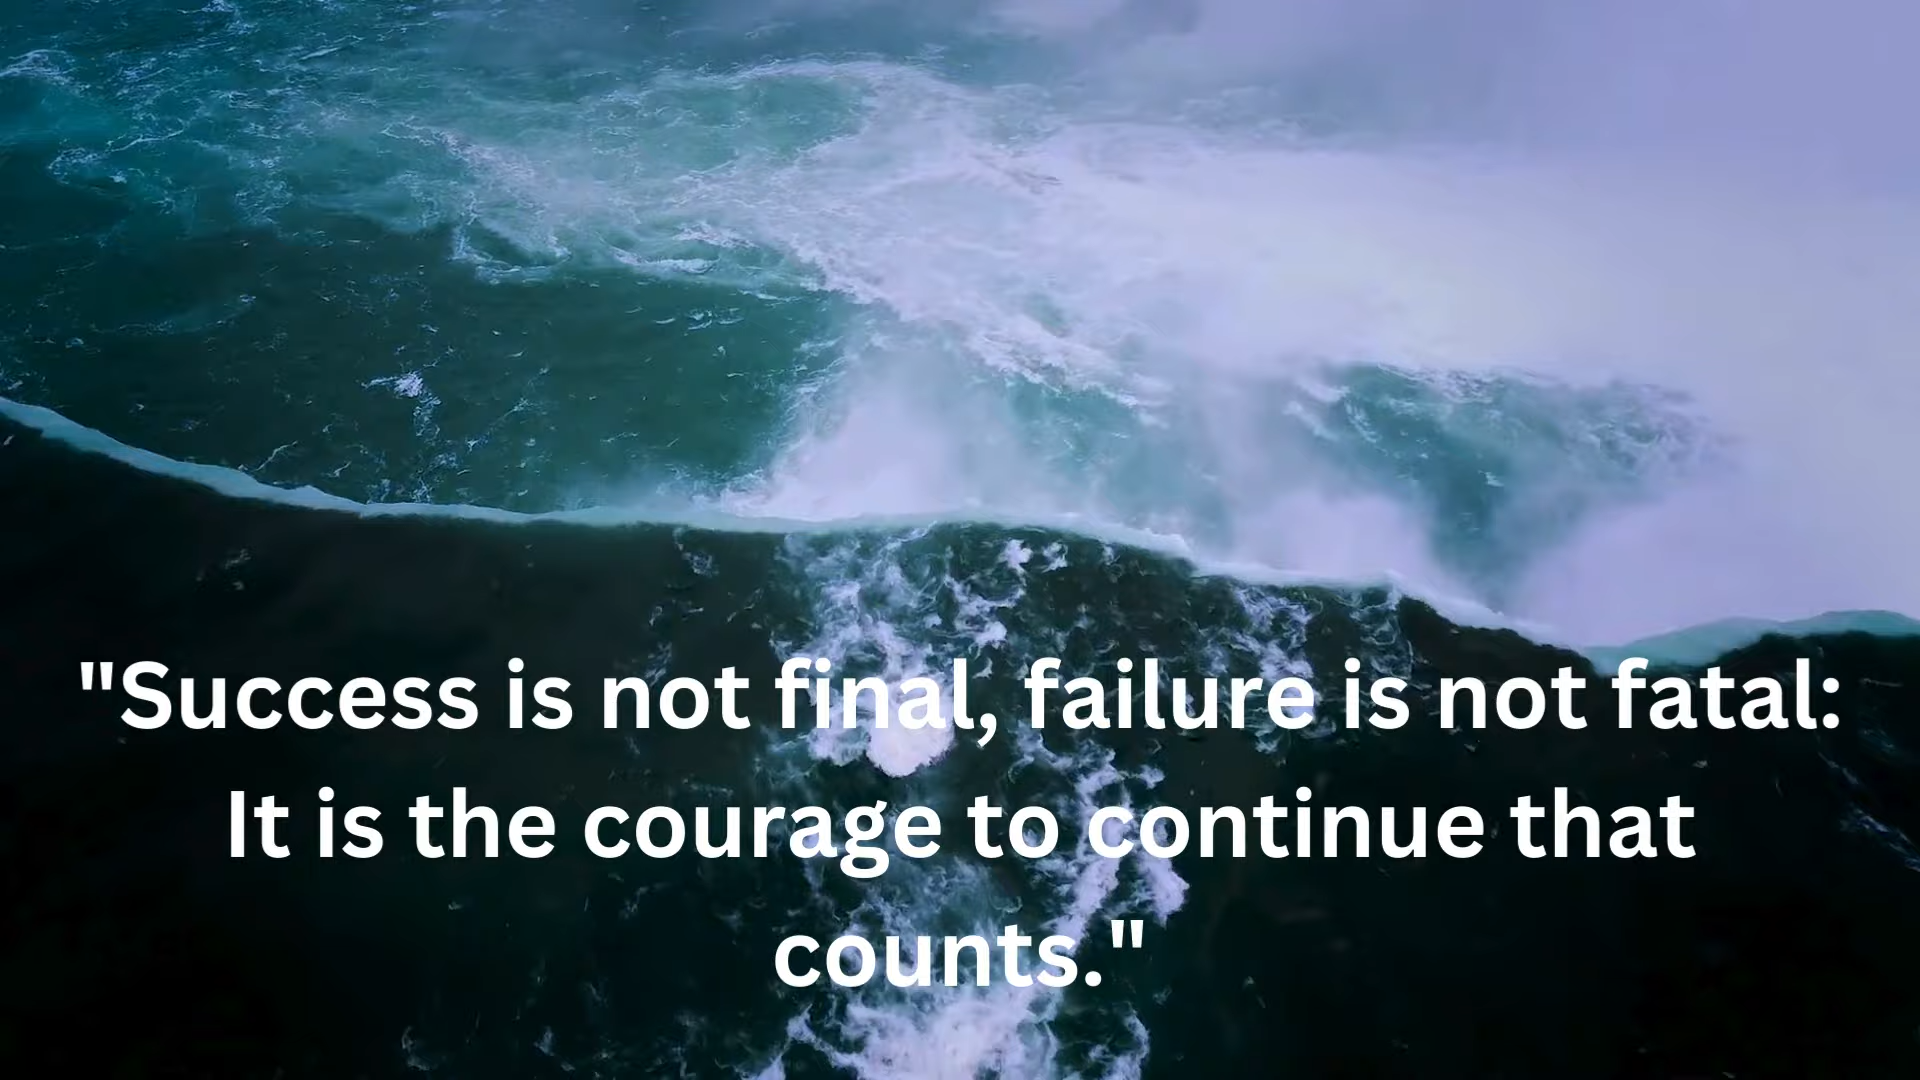 "Success is not final, failure is not fatal:
It is the courage to continue that
counts."